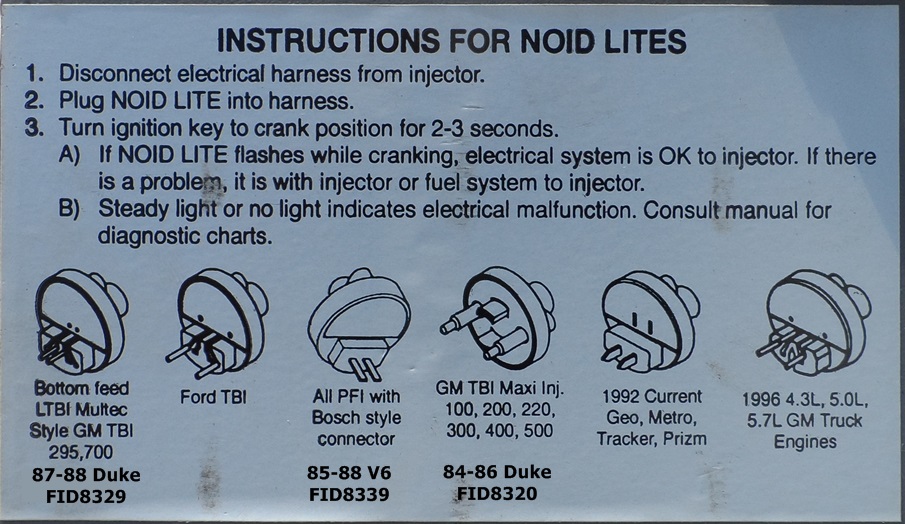 INSTRUCTIONS FOR NOID LITES
1. Disconnect electrical harness from injector.
2. Plug NOID LITE into harness.
3. Turn ignition key to crank position for 2-3 seconds.
A) If NOID LITE flashes while cranking, electrical system is OK to injector. If there
is a problem, it is with injector or fuel system to injector.
B) Steady light or no light indicates electrical malfunction. Consult manual for
diagnostic charts.
Bottom feed
LTBI Multec
Style GM TBI
295,700
87-88 Duke
FID8329
Ford TBI
All PFI with
Bosch style
connector
85-88 V6
FID8339
GM TBI Maxi Inj.
100, 200, 220,
300, 400, 500
84-86 Duke
FID8320
1992 Current
Geo, Metro,
Tracker, Prizm
1996 4.3L, 5.0L,
5.7L GM Truck
Engines